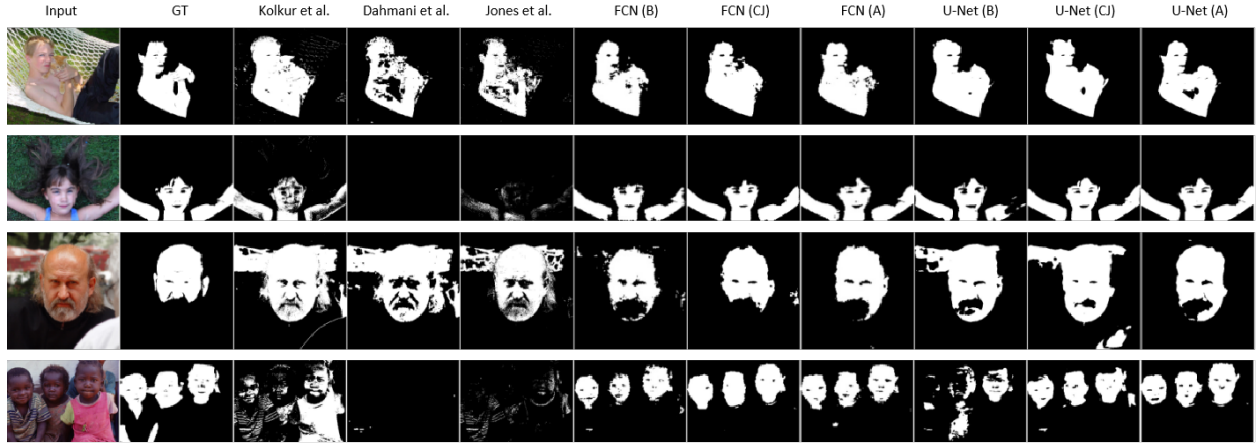 Input GT Kolkur et al. Dahmani et al. Jones et al. FCN (B) FCN (CJ) FCN (A) U-Net (B) U-Net (CJ) U-Net (A)